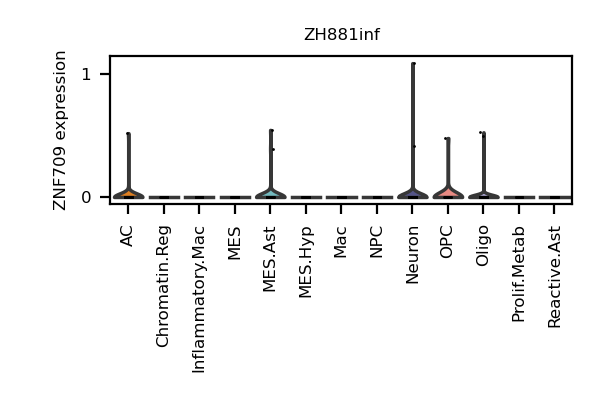 ZH881inf
ZNF709 expression
1
0
AC
Chromatin.Reg
Inflammatory.Mac
MES
MES.Ast
MES.Hyp
Mac
NPC
Neuron
OPC
Oligo
Prolif.Metab
Reactive.Ast